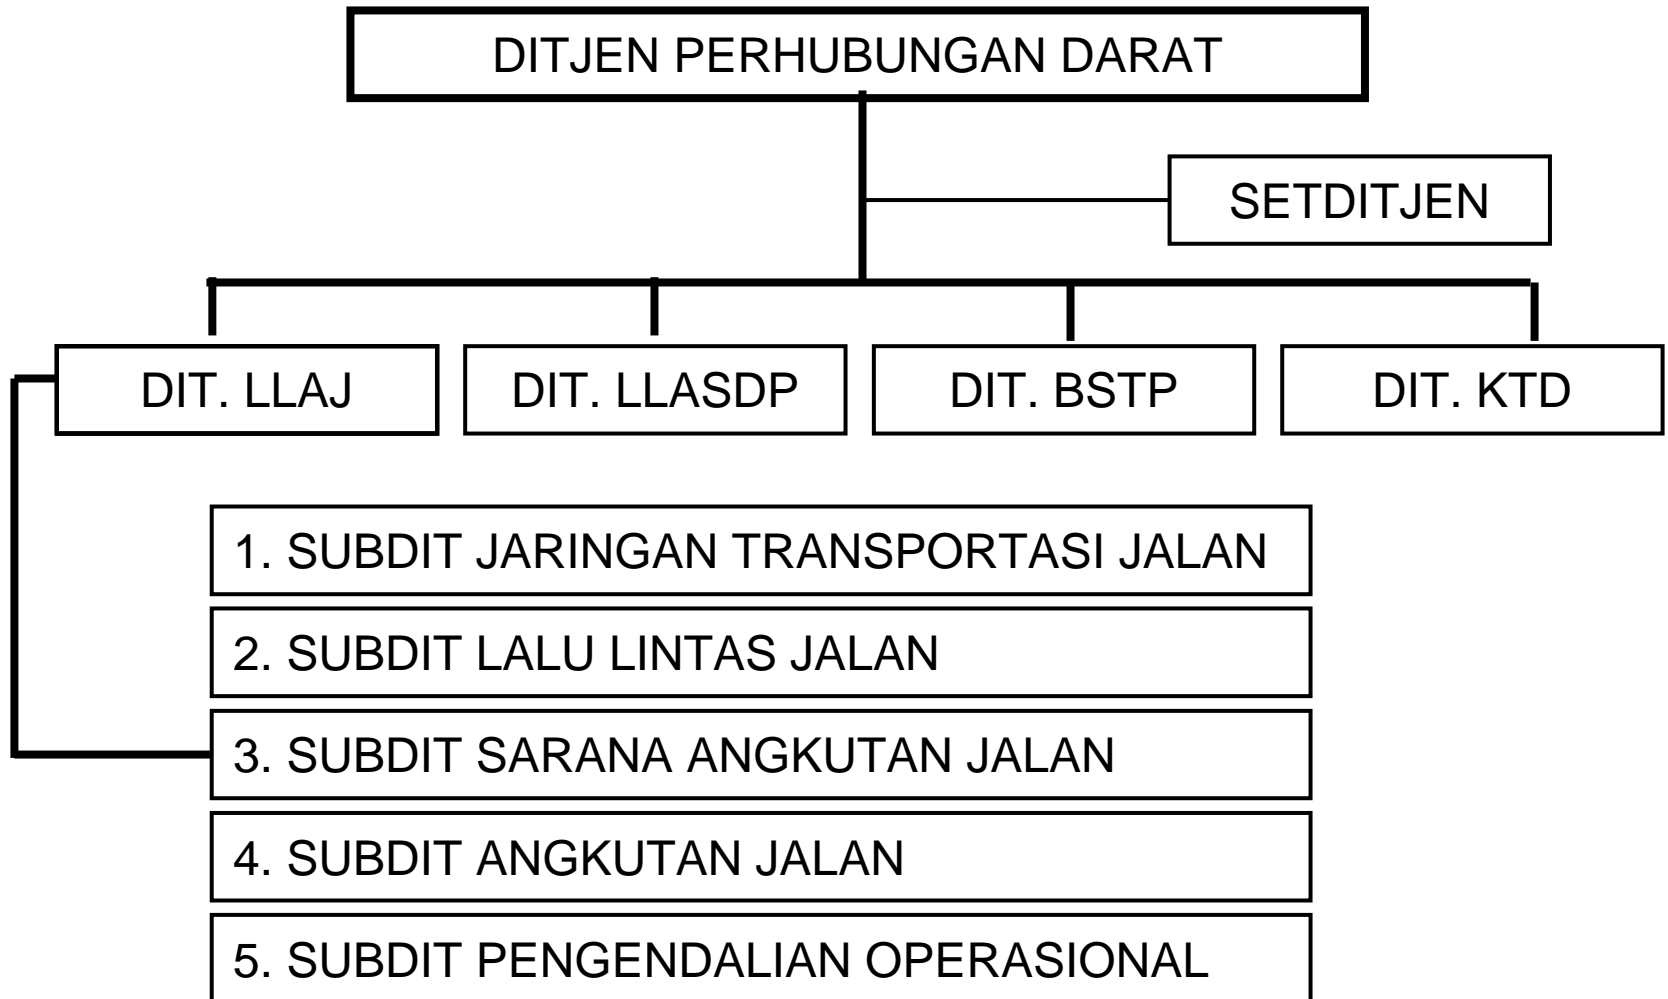 DITJEN PERHUBUNGAN DARAT
SETDITJEN
DIT. LLAJ
DIT. LLASDP
DIT. BSTP
DIT. KTD
1. SUBDIT JARINGAN TRANSPORTASI JALAN
2. SUBDIT LALU LINTAS JALAN
3. SUBDIT SARANA ANGKUTAN JALAN
4. SUBDIT ANGKUTAN JALAN
5. SUBDIT PENGENDALIAN OPERASIONAL